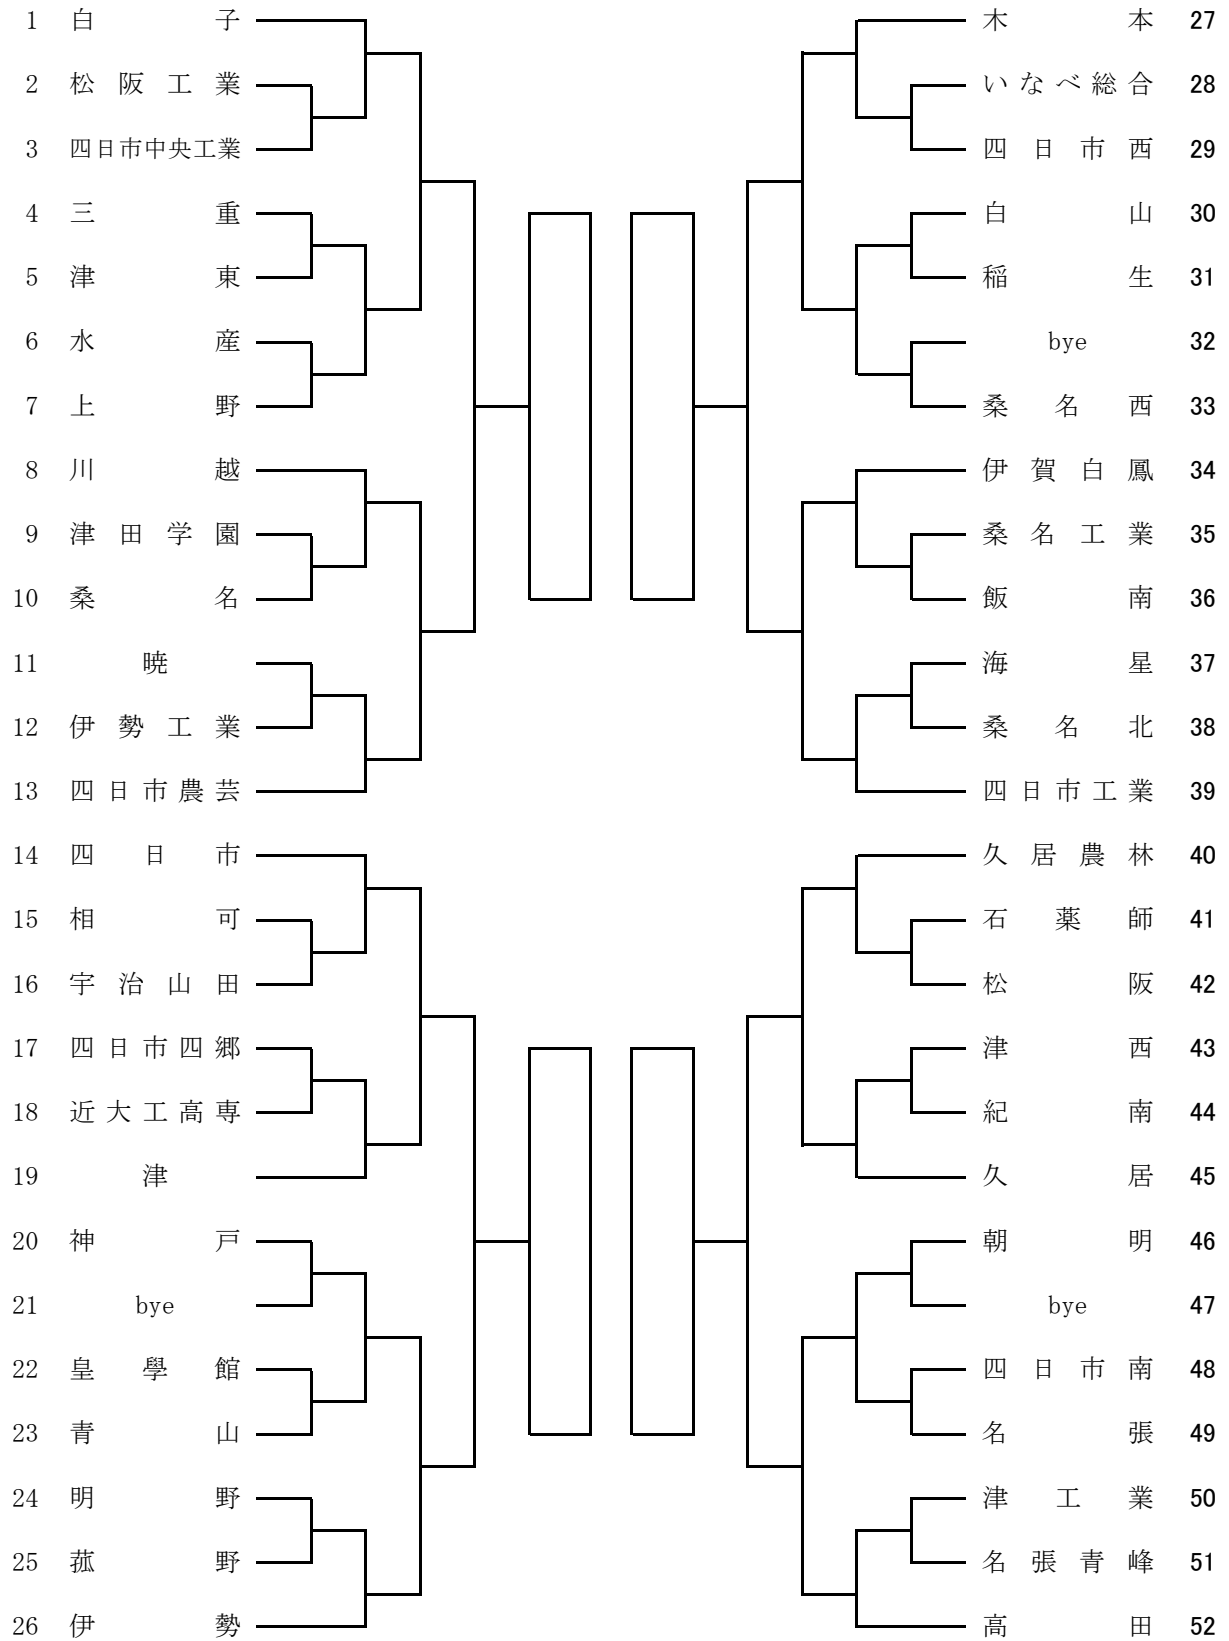 1 白子
2 松阪工業
3 四日市中央工業
4 三重
5 津東
6 水産
7 上野
8 川越
9 津田学園
10 桑名
11 暁
12 伊勢工業
13 四日市農芸
14 四日市
15 相可
16 宇治山田
17 四日市四郷
18 近大工高専
19 津
20 神戸
21 bye
22 皇學館
23 青山
24 明野
25 菰野
26 伊勢
木本 27
いなべ総合 28
四日市西 29
白山 30
稲生 31
bye 32
桑名西 33
伊賀白鳳 34
桑名工業 35
飯南 36
海星 37
桑名北 38
四日市工業 39
久居農林 40
石薬師 41
松阪 42
津西 43
紀南 44
久居 45
朝明 46
bye 47
四日市南 48
名張 49
津工業 50
名張青峰 51
高田 52